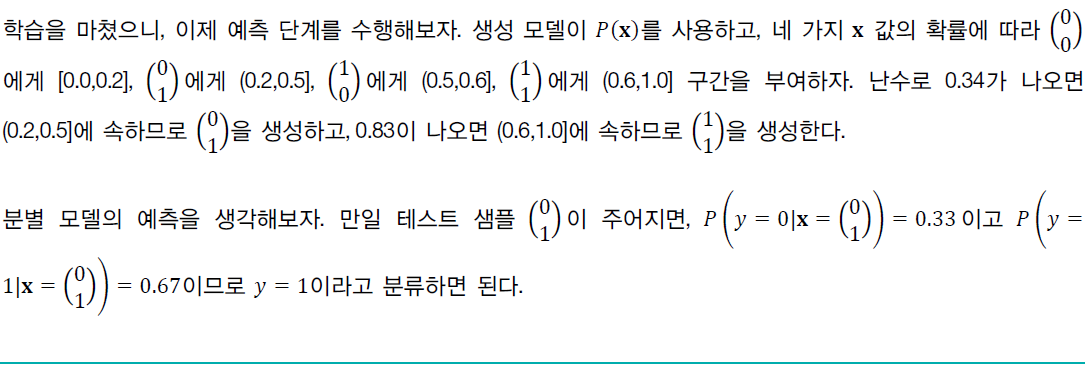 학습을 마쳤으니, 이제 예측 단계를 수행해보자. 생성 모델이 P(x)를 사용하고, 네 가지 x 값의 확률에 따라 (0 0)
에게 [0.0,0.2], (0 1)에게 (0.2,0.5], (1 0)에게 (0.5,0.6], (1 1)에게 (0.6,1.0] 구간을 부여하자. 난수로 0.34가 나오면
(0.2,0.5]에 속하므로 (0 1)을 생성하고, 0.83이 나오면 (0.6,1.0]에 속하므로 (1 1)을 생성한다.
분별 모델의 예측을 생각해보자. 만일 테스트 샘플 (0 1)이 주어지면, P(y = 0|x = (0 1)) = 0.33 이고 P(y =
1|x = (0 1)) = 0.67이므로 y = 1이라고 분류하면 된다.